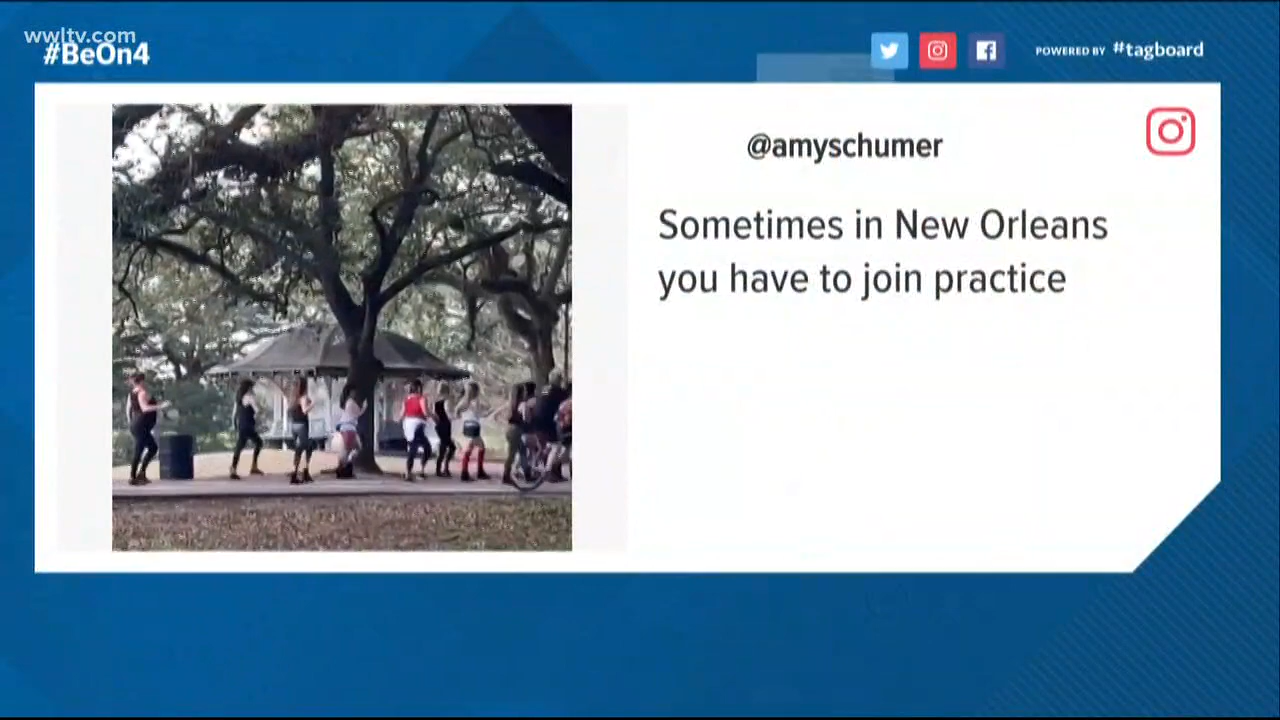 wwltv.com
#BeOn4
POWERED BY #tagboard
@amyschumer
Sometimes in New Orleans
you have to join practice